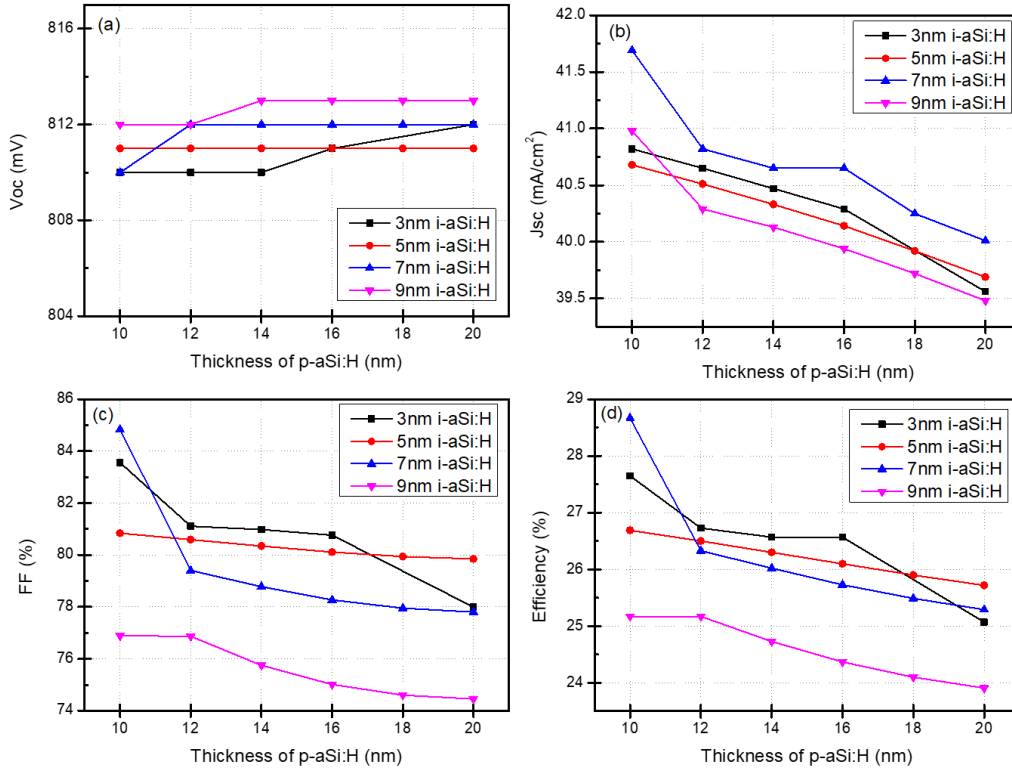 (a)
816
812
808
804
Voc (mV)
3nm i-aSi:H
5nm i-aSi:H
7nm i-aSi:H
9nm i-aSi:H
10 12 14 16 18 20
Thickness of p-aSi:H (nm)
(b)
42.0
41.5
41.0
40.5
40.0
39.5
Jsc (mA/cm²)
3nm i-aSi:H
5nm i-aSi:H
7nm i-aSi:H
9nm i-aSi:H
10 12 14 16 18 20
Thickness of p-aSi:H (nm)
(c)
86
84
82
80
78
76
74
FF (%)
3nm i-aSi:H
5nm i-aSi:H
7nm i-aSi:H
9nm i-aSi:H
10 12 14 16 18 20
Thickness of p-aSi:H (nm)
(d)
29
28
27
26
25
24
Efficiency (%)
3nm i-aSi:H
5nm i-aSi:H
7nm i-aSi:H
9nm i-aSi:H
10 12 14 16 18 20
Thickness of p-aSi:H (nm)